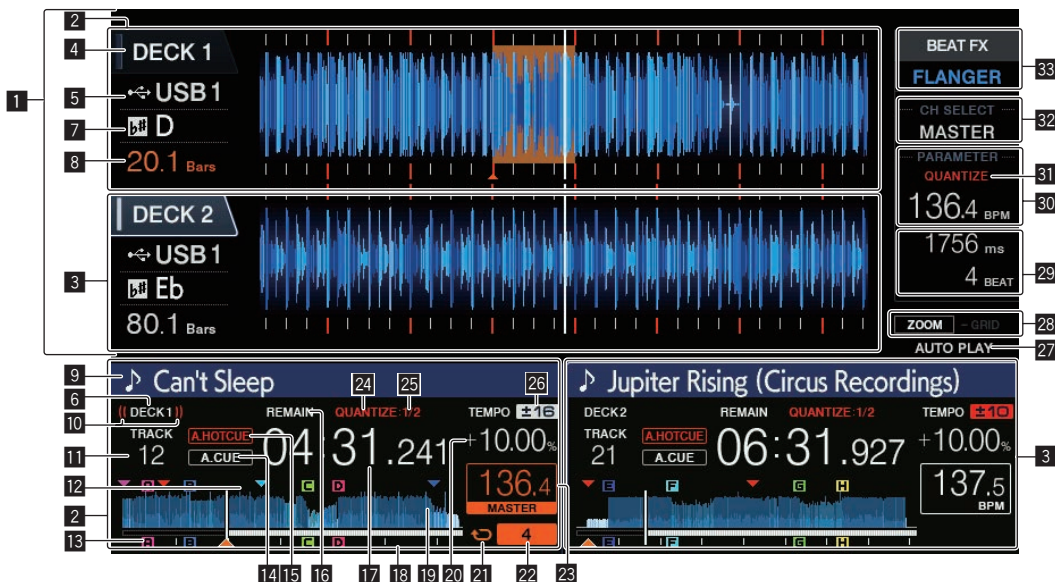 1
2
4 DECK 1
5 USB 1
7 b# D
8 20.1 Bars
BEAT FX 33
FLANGER
CH SELECT 32
MASTER
PARAMETER
QUANTIZE 31
136.4 BPM 30
DECK 2
3 USB 1
b# Eb
80.1 Bars
1756 ms
4 BEAT 29
ZOOM - GRID 28
AUTO PLAY 27
9 ♪ Can't Sleep
6
24 25 26
10 (( DECK1 )) REMAIN QUANTIZE:1/2 TEMPO ±16
11 TRACK 12
A.HOTCUE
A.CUE
04:31.241
+10.00%
12
A B C D
136.4
MASTER
2
13 A B C D
4
♪ Jupiter Rising (Circus Recordings)
DECK2 REMAIN QUANTIZE:1/2 TEMPO ±10
TRACK 21
A.HOTCUE
A.CUE
06:31.927
+10.00%
3
E F G H
137.5
BPM
E F G H
14 15 16 17 18 19 20 21 22 23